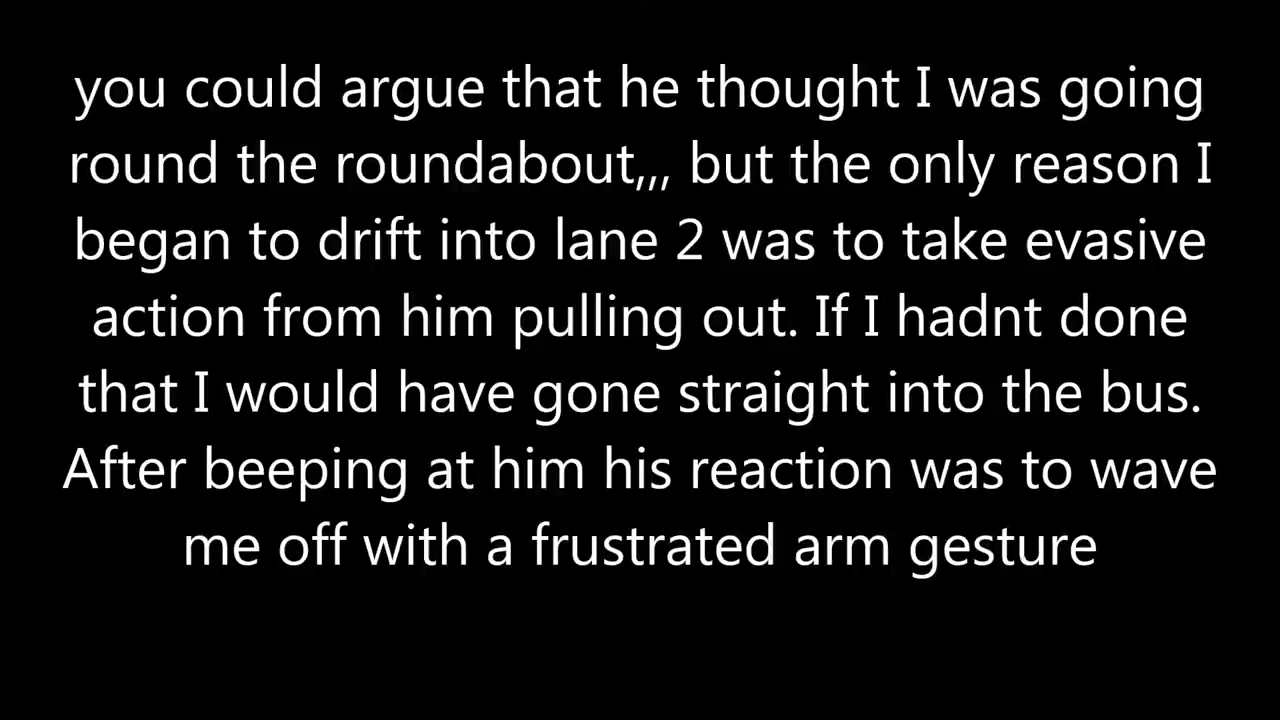 you could argue that he thought I was going
round the roundabout,,, but the only reason I
began to drift into lane 2 was to take evasive
action from him pulling out. If I hadnt done
that I would have gone straight into the bus.
After beeping at him his reaction was to wave
me off with a frustrated arm gesture